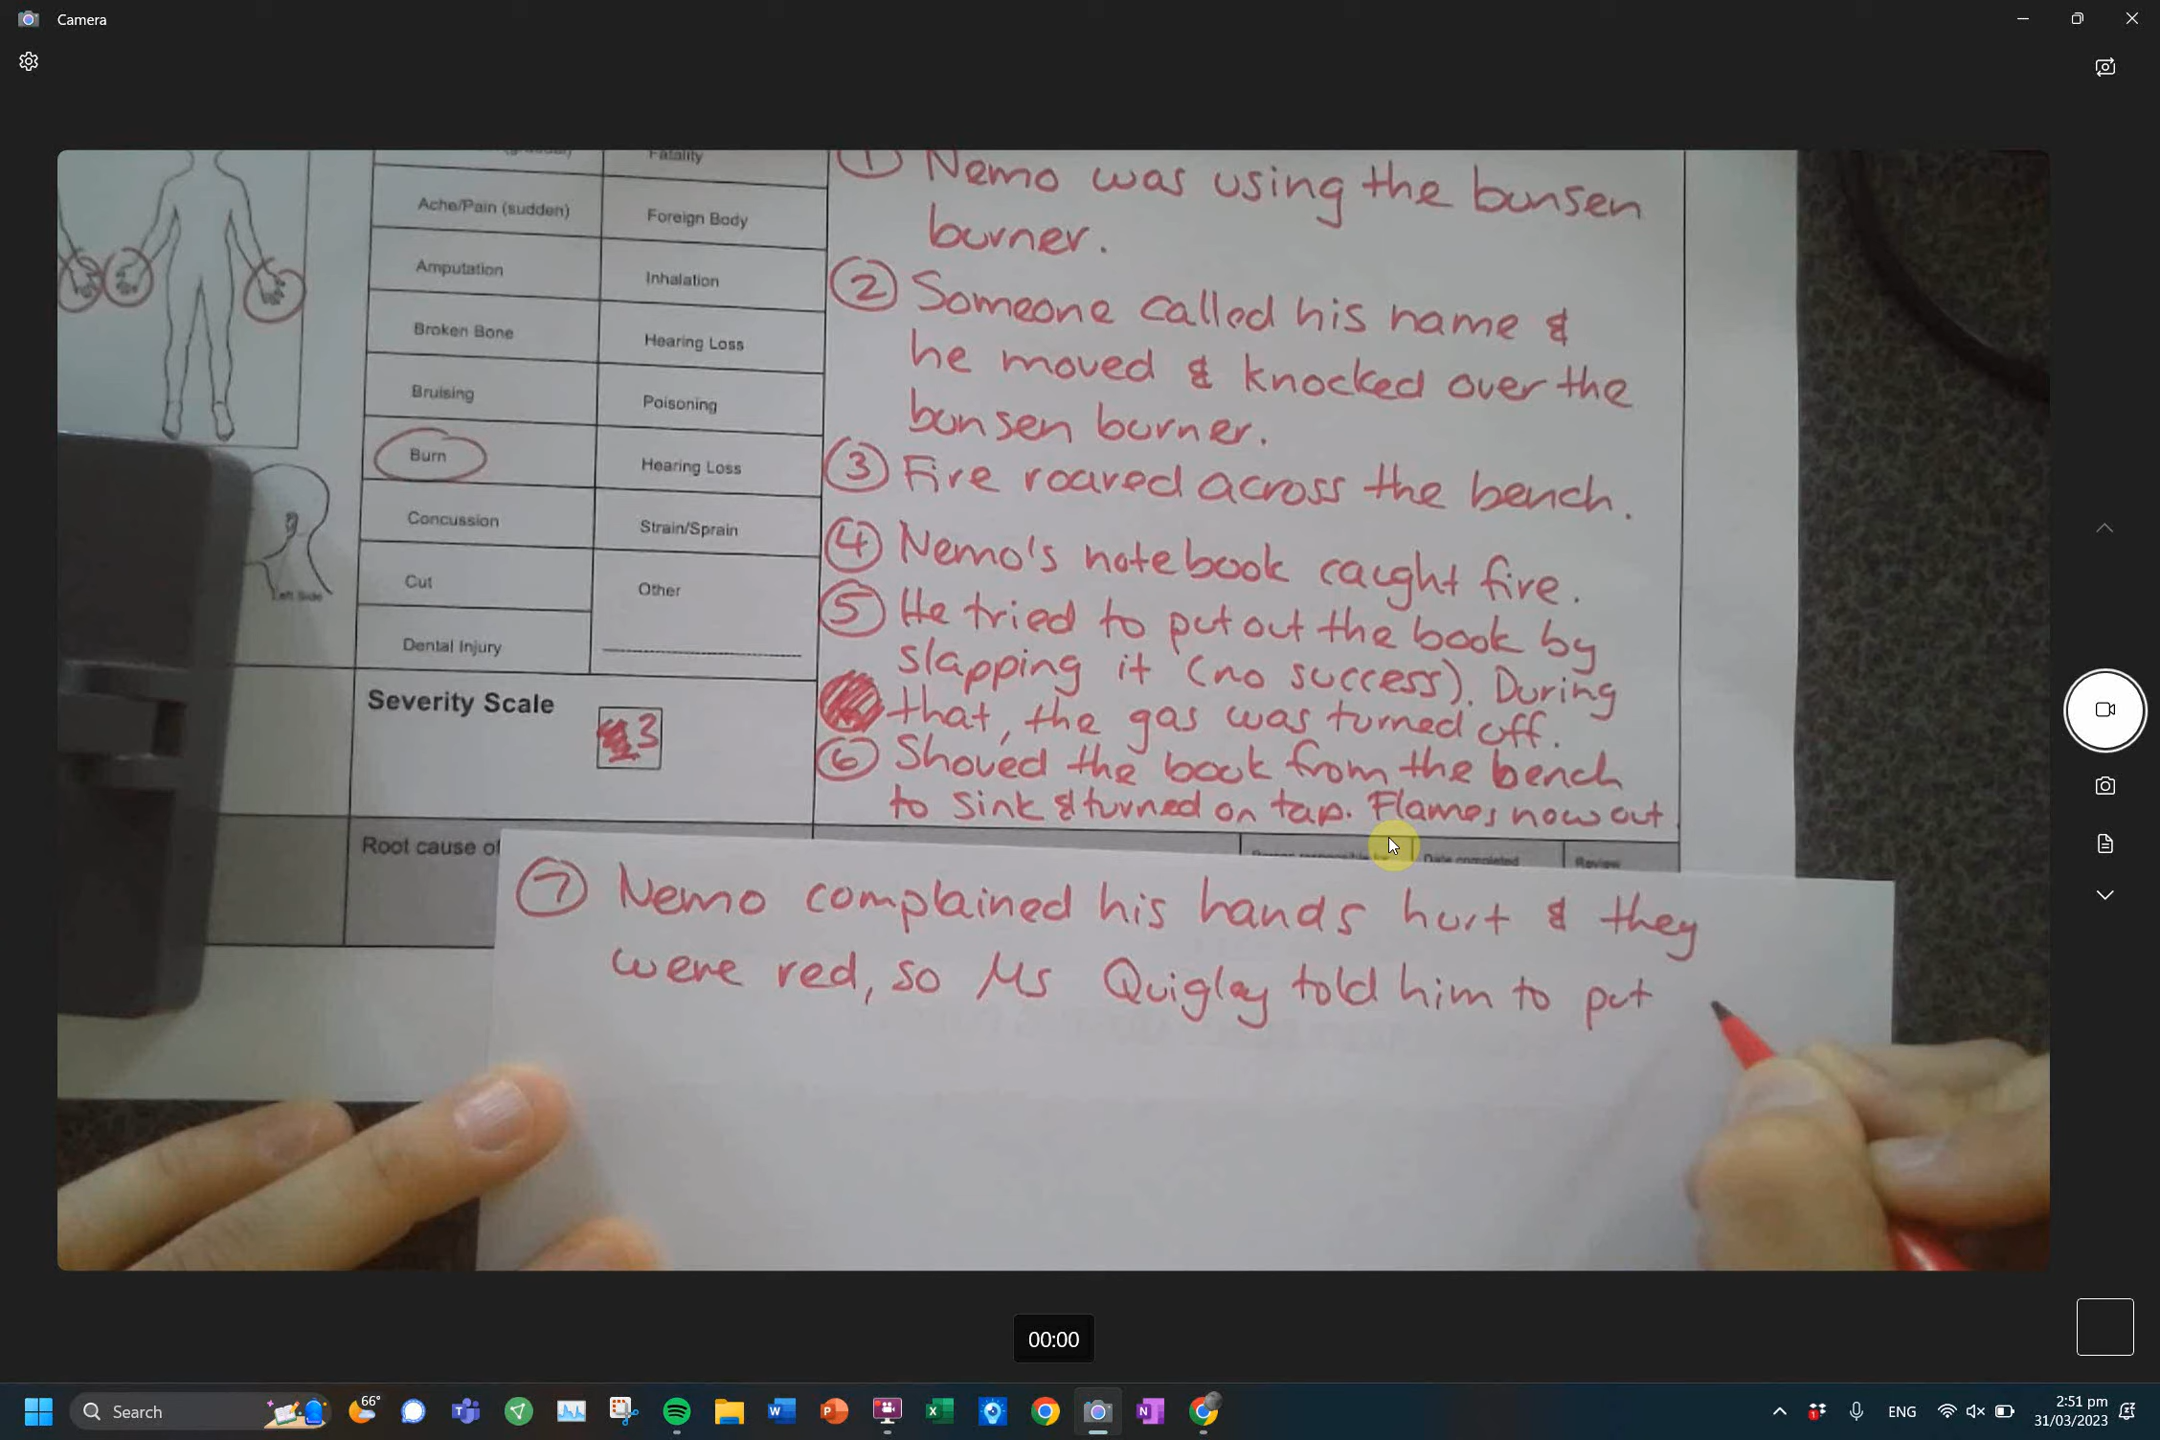 Camera
Fatality
Ache/Pain (sudden)
Foreign Body
Amputation
Inhalation
Broken Bone
Hearing Loss
Bruising
Poisoning
Burn
Hearing Loss
Concussion
Strain/Sprain
Cut
Other
Dental Injury
Left Side
Severity Scale
3
Root cause of
① Nemo was using the bunsen
burner.
② Someone called his name &
he moved & knocked over the
bunsen burner.
③ Fire roared across the bench.
④ Nemo's notebook caught fire.
⑤ He tried to put out the book by
slapping it (no success). During
that, the gas was turned off.
⑥ Shoved the book from the bench
to sink & turned on tap. Flames now out.
Date completed
Review
⑦ Nemo complained his hands hurt & they
were red, so Ms Quigley told him to put
00:00
66°
Search
ENG
2:51 pm
31/03/2023